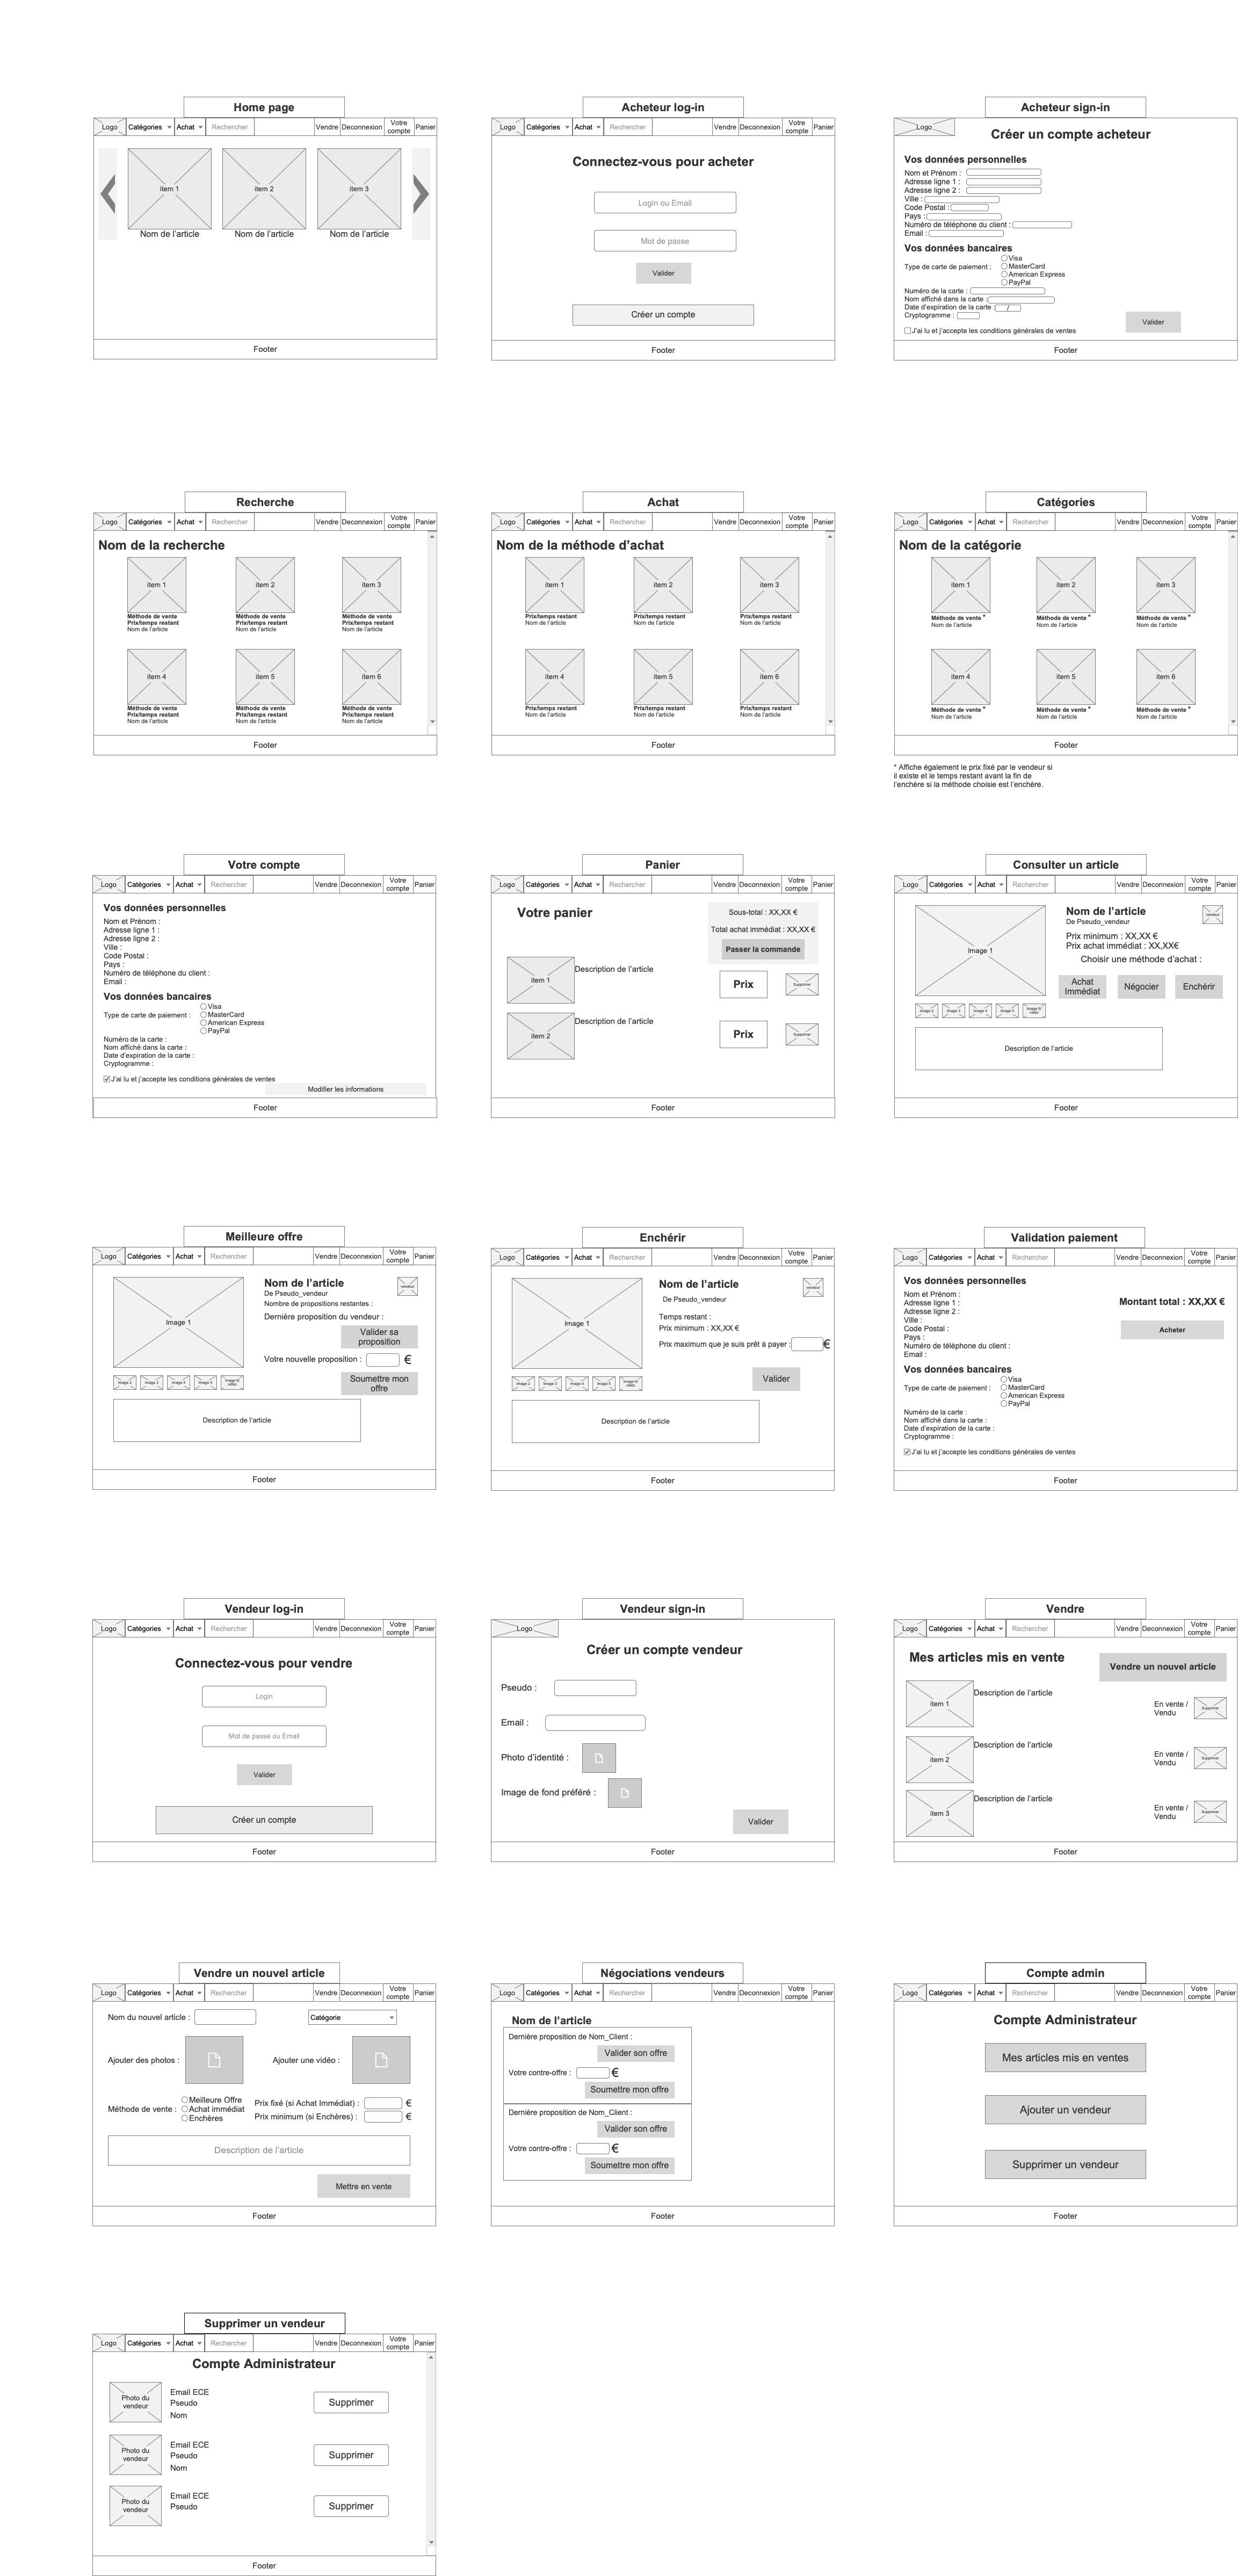 Home page
Logo Catégories Achat Rechercher Vendre Deconnexion Votre compte Panier
item 1 item 2 item 3
Nom de l'article Nom de l'article Nom de l'article
Footer
Acheteur log-in
Logo Catégories Achat Rechercher Vendre Deconnexion Votre compte Panier
Connectez-vous pour acheter
Login ou Email
Mot de passe
Valider
Créer un compte
Footer
Acheteur sign-in
Logo
Créer un compte acheteur
Vos données personnelles
Nom et Prénom :
Adresse ligne 1 :
Adresse ligne 2 :
Ville :
Code Postal :
Pays :
Numéro de téléphone du client :
Email :
Vos données bancaires
Visa
Type de carte de paiement : MasterCard
American Express
PayPal
Numéro de la carte :
Nom affiché dans la carte :
Date d'expiration de la carte : /
Cryptogramme :
J'ai lu et j'accepte les conditions générales de ventes
Valider
Footer
Recherche
Logo Catégories Achat Rechercher Vendre Deconnexion Votre compte Panier
Nom de la recherche
item 1 item 2 item 3
Méthode de vente Méthode de vente Méthode de vente
Prix/temps restant Prix/temps restant Prix/temps restant
Nom de l'article Nom de l'article Nom de l'article
item 4 item 5 item 6
Méthode de vente Méthode de vente Méthode de vente
Prix/temps restant Prix/temps restant Prix/temps restant
Nom de l'article Nom de l'article Nom de l'article
Footer
Achat
Logo Catégories Achat Rechercher Vendre Deconnexion Votre compte Panier
Nom de la méthode d'achat
item 1 item 2 item 3
Prix/temps restant Prix/temps restant Prix/temps restant
Nom de l'article Nom de l'article Nom de l'article
item 4 item 5 item 6
Prix/temps restant Prix/temps restant Prix/temps restant
Nom de l'article Nom de l'article Nom de l'article
Footer
Catégories
Logo Catégories Achat Rechercher Vendre Deconnexion Votre compte Panier
Nom de la catégorie
item 1 item 2 item 3
Méthode de vente * Méthode de vente * Méthode de vente *
Nom de l'article Nom de l'article Nom de l'article
item 4 item 5 item 6
Méthode de vente * Méthode de vente * Méthode de vente *
Nom de l'article Nom de l'article Nom de l'article
Footer
* Affiche également le prix fixé par le vendeur si
il existe et le temps restant avant la fin de
l'enchère si la méthode choisie est l'enchère.
Votre compte
Logo Catégories Achat Rechercher Vendre Deconnexion Votre compte Panier
Vos données personnelles
Nom et Prénom :
Adresse ligne 1 :
Adresse ligne 2 :
Ville :
Code Postal :
Pays :
Numéro de téléphone du client :
Email :
Vos données bancaires
Visa
Type de carte de paiement : MasterCard
American Express
PayPal
Numéro de la carte :
Nom affiché dans la carte :
Date d'expiration de la carte :
Cryptogramme :
J'ai lu et j'accepte les conditions générales de ventes
Modifier les informations
Footer
Panier
Logo Catégories Achat Rechercher Vendre Deconnexion Votre compte Panier
Votre panier
Sous-total : XX,XX €
Total achat immédiat : XX,XX €
Passer la commande
item 1 Description de l'article Prix Supprimer
item 2 Description de l'article Prix Supprimer
Footer
Consulter un article
Logo Catégories Achat Rechercher Vendre Deconnexion Votre compte Panier
Image 1
Nom de l'article
De Pseudo_vendeur
vendeur
Prix minimum : XX,XX €
Prix achat immédiat : XX,XX€
Choisir une méthode d'achat :
Achat Immédiat Négocier Enchérir
Image 2 Image 3 Image 4 Image 5 Image 6/ vidéo
Description de l'article
Footer
Meilleure offre
Logo Catégories Achat Rechercher Vendre Deconnexion Votre compte Panier
Image 1
Nom de l'article
De Pseudo_vendeur
vendeur
Nombre de propositions restantes :
Dernière proposition du vendeur :
Valider sa
proposition
Votre nouvelle proposition : €
Soumettre mon
offre
Image 2 Image 3 Image 4 Image 5 Image 6/ vidéo
Description de l'article
Footer
Enchérir
Logo Catégories Achat Rechercher Vendre Deconnexion Votre compte Panier
Image 1
Nom de l'article
De Pseudo_vendeur
vendeur
Temps restant :
Prix minimum : XX,XX €
Prix maximum que je suis prêt à payer : €
Valider
Image 2 Image 3 Image 4 Image 5 Image 6/ vidéo
Description de l'article
Footer
Validation paiement
Logo Catégories Achat Rechercher Vendre Deconnexion Votre compte Panier
Vos données personnelles
Nom et Prénom :
Adresse ligne 1 :
Adresse ligne 2 :
Ville :
Code Postal :
Pays :
Numéro de téléphone du client :
Email :
Montant total : XX,XX €
Acheter
Vos données bancaires
Visa
Type de carte de paiement : MasterCard
American Express
PayPal
Numéro de la carte :
Nom affiché dans la carte :
Date d'expiration de la carte :
Cryptogramme :
J'ai lu et j'accepte les conditions générales de ventes
Footer
Vendeur log-in
Logo Catégories Achat Rechercher Vendre Deconnexion Votre compte Panier
Connectez-vous pour vendre
Login
Mot de passe ou Email
Valider
Créer un compte
Footer
Vendeur sign-in
Logo
Créer un compte vendeur
Pseudo :
Email :
Photo d'identité :
Image de fond préféré :
Valider
Footer
Vendre
Logo Catégories Achat Rechercher Vendre Deconnexion Votre compte Panier
Mes articles mis en vente
Vendre un nouvel article
item 1 Description de l'article En vente / Vendu Supprimer
item 2 Description de l'article En vente / Vendu Supprimer
item 3 Description de l'article En vente / Vendu Supprimer
Footer
Vendre un nouvel article
Logo Catégories Achat Rechercher Vendre Deconnexion Votre compte Panier
Nom du nouvel article : Catégorie
Ajouter des photos : Ajouter une vidéo :
Méthode de vente :
Meilleure Offre
Achat immédiat
Enchères
Prix fixé (si Achat Immédiat) : €
Prix minimum (si Enchères) : €
Description de l'article
Mettre en vente
Footer
Négociations vendeurs
Logo Catégories Achat Rechercher Vendre Deconnexion Votre compte Panier
Nom de l'article
Dernière proposition de Nom_Client :
Valider son offre
Votre contre-offre : €
Soumettre mon offre
Dernière proposition de Nom_Client :
Valider son offre
Votre contre-offre : €
Soumettre mon offre
Footer
Compte admin
Logo Catégories Achat Rechercher Vendre Deconnexion Votre compte Panier
Compte Administrateur
Mes articles mis en ventes
Ajouter un vendeur
Supprimer un vendeur
Footer
Supprimer un vendeur
Logo Catégories Achat Rechercher Vendre Deconnexion Votre compte Panier
Compte Administrateur
Photo du vendeur
Email ECE
Pseudo
Nom
Supprimer
Photo du vendeur
Email ECE
Pseudo
Nom
Supprimer
Photo du vendeur
Email ECE
Pseudo
Supprimer
Footer